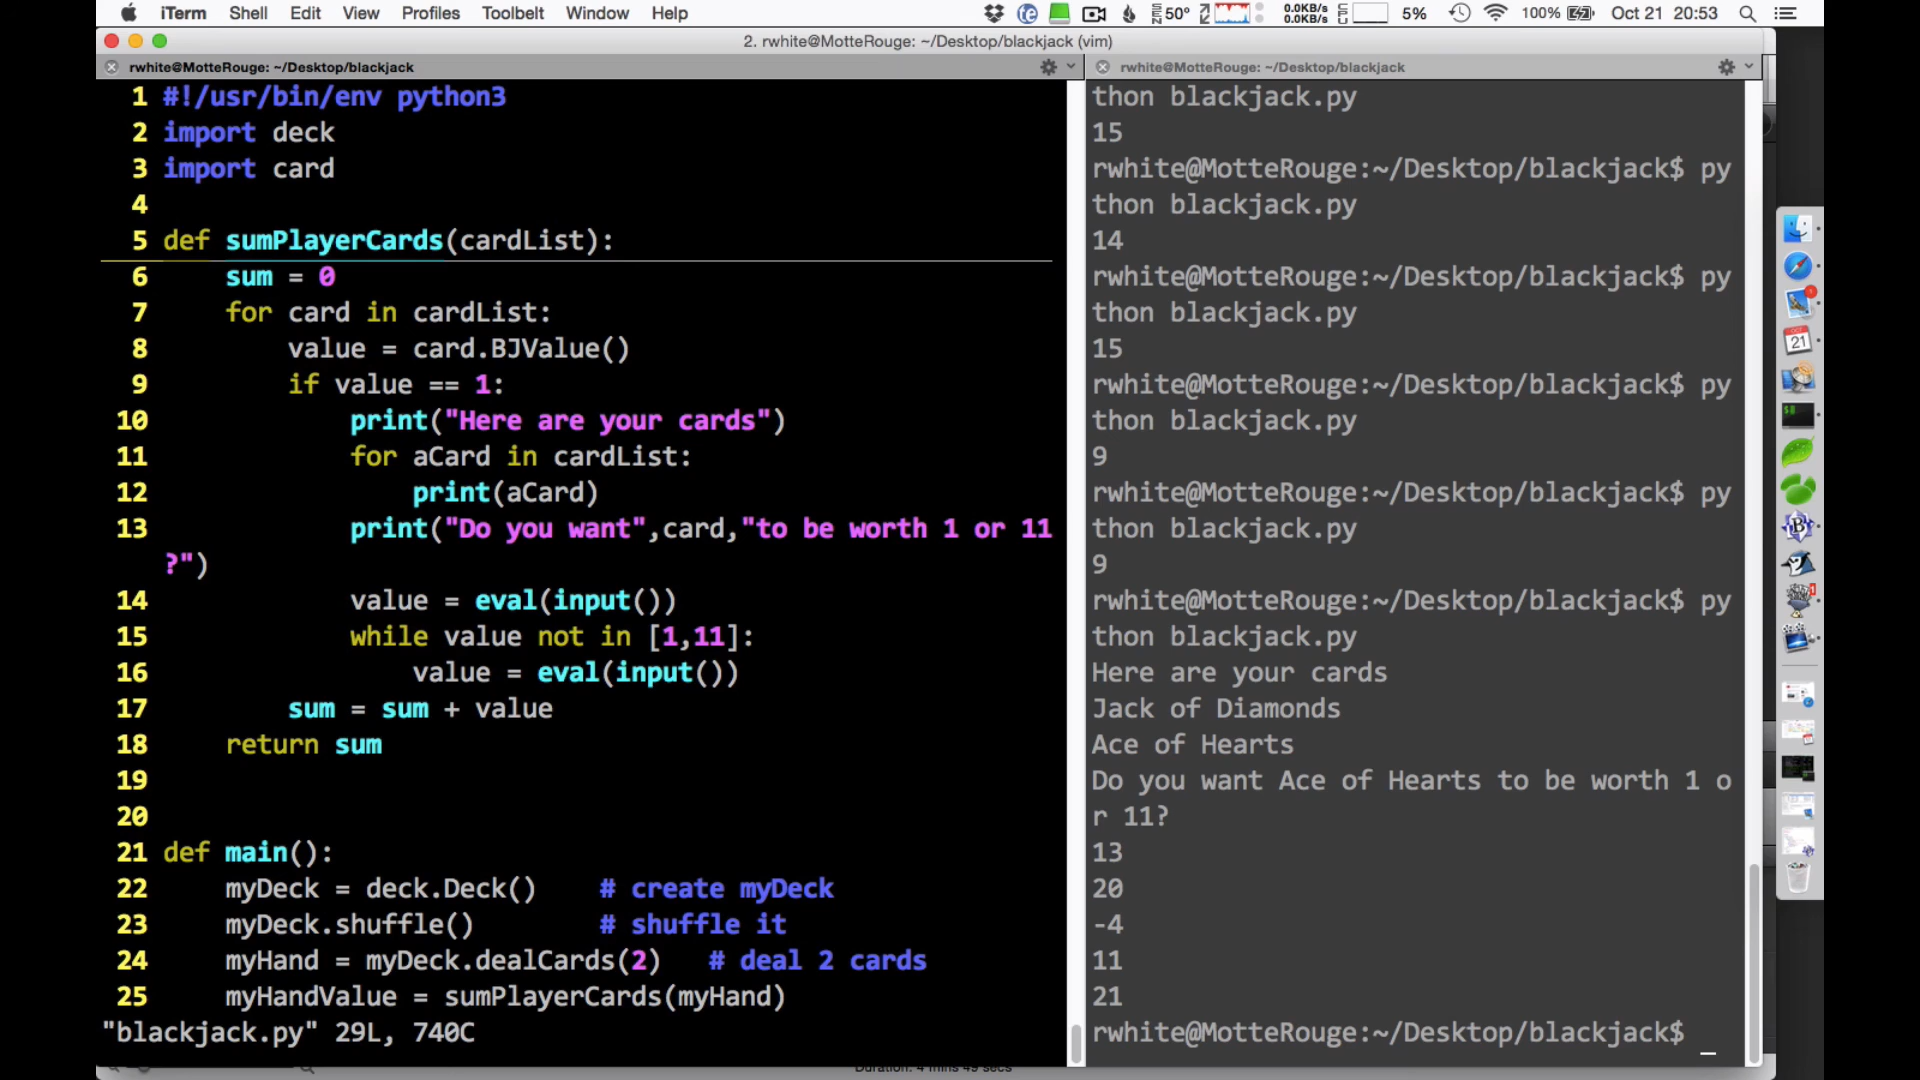 iTerm Shell Edit View Profiles Toolbelt Window Help 50° 0.0KB/s 0.0KB/s 5% 100% Oct 21 20:53
2. rwhite@MotteRouge: ~/Desktop/blackjack (vim)
rwhite@MotteRouge: ~/Desktop/blackjack
1 #!/usr/bin/env python3
2 import deck
3 import card
4
5 def sumPlayerCards(cardList):
6     sum = 0
7     for card in cardList:
8         value = card.BJValue()
9         if value == 1:
10             print("Here are your cards")
11             for aCard in cardList:
12                 print(aCard)
13             print("Do you want",card,"to be worth 1 or 11
?")
14             value = eval(input())
15             while value not in [1,11]:
16                 value = eval(input())
17         sum = sum + value
18     return sum
19
20
21 def main():
22     myDeck = deck.Deck()    # create myDeck
23     myDeck.shuffle()        # shuffle it
24     myHand = myDeck.dealCards(2)   # deal 2 cards
25     myHandValue = sumPlayerCards(myHand)
"blackjack.py" 29L, 740C
rwhite@MotteRouge: ~/Desktop/blackjack
thon blackjack.py
15
rwhite@MotteRouge:~/Desktop/blackjack$ py
thon blackjack.py
14
rwhite@MotteRouge:~/Desktop/blackjack$ py
thon blackjack.py
15
rwhite@MotteRouge:~/Desktop/blackjack$ py
thon blackjack.py
9
rwhite@MotteRouge:~/Desktop/blackjack$ py
thon blackjack.py
9
rwhite@MotteRouge:~/Desktop/blackjack$ py
thon blackjack.py
Here are your cards
Jack of Diamonds
Ace of Hearts
Do you want Ace of Hearts to be worth 1 o
r 11?
13
20
-4
11
21
rwhite@MotteRouge:~/Desktop/blackjack$
Duration: 4 mins 49 secs
21